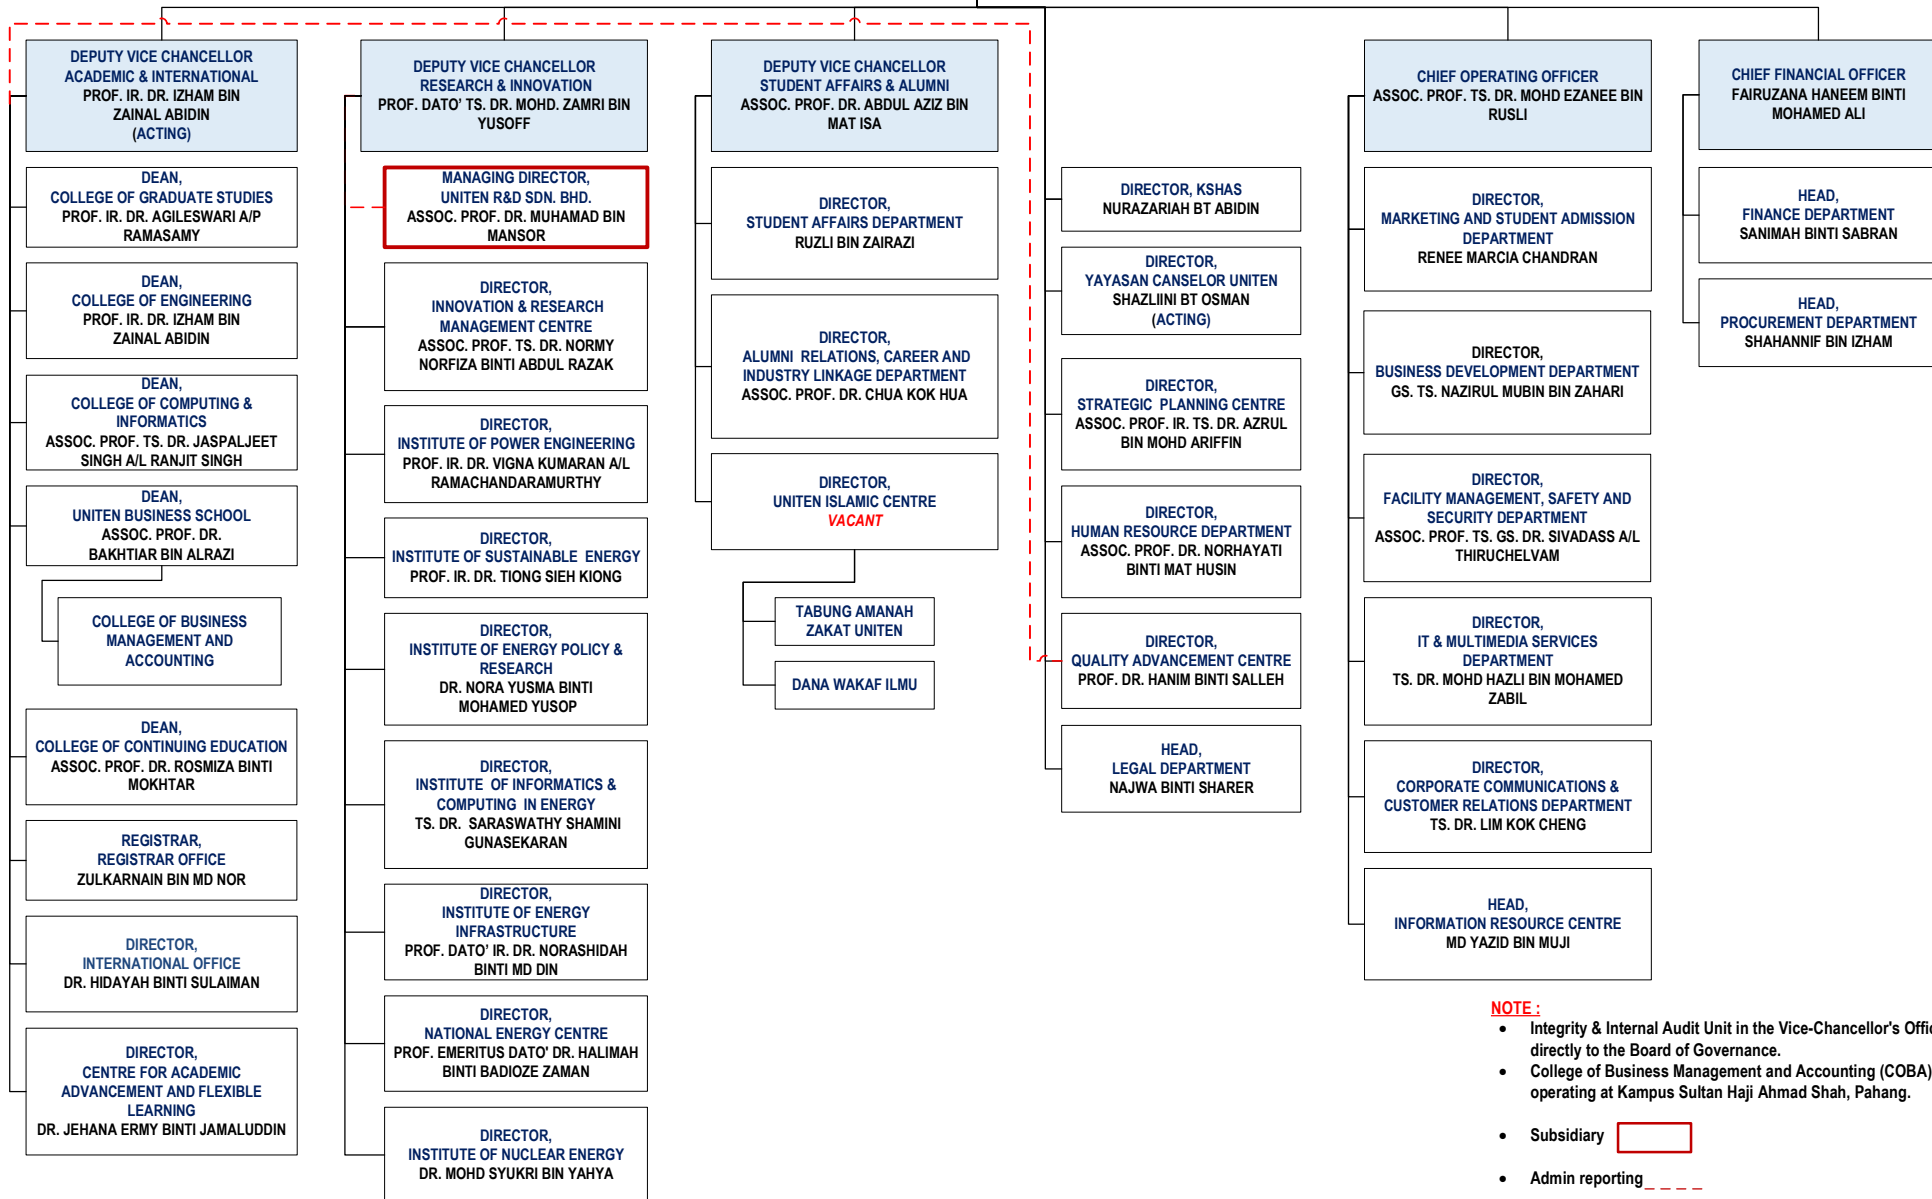 DEPUTY VICE CHANCELLOR
ACADEMIC & INTERNATIONAL
PROF. IR. DR. IZHAM BIN
ZAINAL ABIDIN
(ACTING)
DEAN,
COLLEGE OF GRADUATE STUDIES
PROF. IR. DR. AGILESWARI A/P
RAMASAMY
DEAN,
COLLEGE OF ENGINEERING
PROF. IR. DR. IZHAM BIN
ZAINAL ABIDIN
DEAN,
COLLEGE OF COMPUTING &
INFORMATICS
ASSOC. PROF. TS. DR. JASPALJEET
SINGH A/L RANJIT SINGH
DEAN,
UNITEN BUSINESS SCHOOL
ASSOC. PROF. DR.
BAKHTIAR BIN ALRAZI
COLLEGE OF BUSINESS
MANAGEMENT AND
ACCOUNTING
DEAN,
COLLEGE OF CONTINUING EDUCATION
ASSOC. PROF. DR. ROSMIZA BINTI
MOKHTAR
REGISTRAR,
REGISTRAR OFFICE
ZULKARNAIN BIN MD NOR
DIRECTOR,
INTERNATIONAL OFFICE
DR. HIDAYAH BINTI SULAIMAN
DIRECTOR,
CENTRE FOR ACADEMIC
ADVANCEMENT AND FLEXIBLE
LEARNING
DR. JEHANA ERMY BINTI JAMALUDDIN
DEPUTY VICE CHANCELLOR
RESEARCH & INNOVATION
PROF. DATO' TS. DR. MOHD. ZAMRI BIN
YUSOFF
MANAGING DIRECTOR,
UNITEN R&D SDN. BHD.
ASSOC. PROF. DR. MUHAMAD BIN
MANSOR
DIRECTOR,
INNOVATION & RESEARCH
MANAGEMENT CENTRE
ASSOC. PROF. TS. DR. NORMY
NORFIZA BINTI ABDUL RAZAK
DIRECTOR,
INSTITUTE OF POWER ENGINEERING
PROF. IR. DR. VIGNA KUMARAN A/L
RAMACHANDARAMURTHY
DIRECTOR,
INSTITUTE OF SUSTAINABLE ENERGY
PROF. IR. DR. TIONG SIEH KIONG
DIRECTOR,
INSTITUTE OF ENERGY POLICY &
RESEARCH
DR. NORA YUSMA BINTI
MOHAMED YUSOP
DIRECTOR,
INSTITUTE OF INFORMATICS &
COMPUTING IN ENERGY
TS. DR. SARASWATHY SHAMINI
GUNASEKARAN
DIRECTOR,
INSTITUTE OF ENERGY
INFRASTRUCTURE
PROF. DATO' IR. DR. NORASHIDAH
BINTI MD DIN
DIRECTOR,
NATIONAL ENERGY CENTRE
PROF. EMERITUS DATO' DR. HALIMAH
BINTI BADIOZE ZAMAN
DIRECTOR,
INSTITUTE OF NUCLEAR ENERGY
DR. MOHD SYUKRI BIN YAHYA
DEPUTY VICE CHANCELLOR
STUDENT AFFAIRS & ALUMNI
ASSOC. PROF. DR. ABDUL AZIZ BIN
MAT ISA
DIRECTOR,
STUDENT AFFAIRS DEPARTMENT
RUZLI BIN ZAIRAZI
DIRECTOR,
ALUMNI RELATIONS, CAREER AND
INDUSTRY LINKAGE DEPARTMENT
ASSOC. PROF. DR. CHUA KOK HUA
DIRECTOR,
UNITEN ISLAMIC CENTRE
VACANT
TABUNG AMANAH
ZAKAT UNITEN
DANA WAKAF ILMU
DIRECTOR, KSHAS
NURAZARIAH BT ABIDIN
DIRECTOR,
YAYASAN CANSELOR UNITEN
SHAZLIINI BT OSMAN
(ACTING)
DIRECTOR,
STRATEGIC PLANNING CENTRE
ASSOC. PROF. IR. TS. DR. AZRUL
BIN MOHD ARIFFIN
DIRECTOR,
HUMAN RESOURCE DEPARTMENT
ASSOC. PROF. DR. NORHAYATI
BINTI MAT HUSIN
DIRECTOR,
QUALITY ADVANCEMENT CENTRE
PROF. DR. HANIM BINTI SALLEH
HEAD,
LEGAL DEPARTMENT
NAJWA BINTI SHARER
CHIEF OPERATING OFFICER
ASSOC. PROF. TS. DR. MOHD EZANEE BIN
RUSLI
DIRECTOR,
MARKETING AND STUDENT ADMISSION
DEPARTMENT
RENEE MARCIA CHANDRAN
DIRECTOR,
BUSINESS DEVELOPMENT DEPARTMENT
GS. TS. NAZIRUL MUBIN BIN ZAHARI
DIRECTOR,
FACILITY MANAGEMENT, SAFETY AND
SECURITY DEPARTMENT
ASSOC. PROF. TS. GS. DR. SIVADASS A/L
THIRUCHELVAM
DIRECTOR,
IT & MULTIMEDIA SERVICES
DEPARTMENT
TS. DR. MOHD HAZLI BIN MOHAMED
ZABIL
DIRECTOR,
CORPORATE COMMUNICATIONS &
CUSTOMER RELATIONS DEPARTMENT
TS. DR. LIM KOK CHENG
HEAD,
INFORMATION RESOURCE CENTRE
MD YAZID BIN MUJI
CHIEF FINANCIAL OFFICER
FAIRUZANA HANEEM BINTI
MOHAMED ALI
HEAD,
FINANCE DEPARTMENT
SANIMAH BINTI SABRAN
HEAD,
PROCUREMENT DEPARTMENT
SHAHANNIF BIN IZHAM
NOTE :
• Integrity & Internal Audit Unit in the Vice-Chancellor's
directly to the Board of Governance.
• College of Business Management and Accounting (COBA)
operating at Kampus Sultan Haji Ahmad Shah, Pahang.
• Subsidiary
• Admin reporting